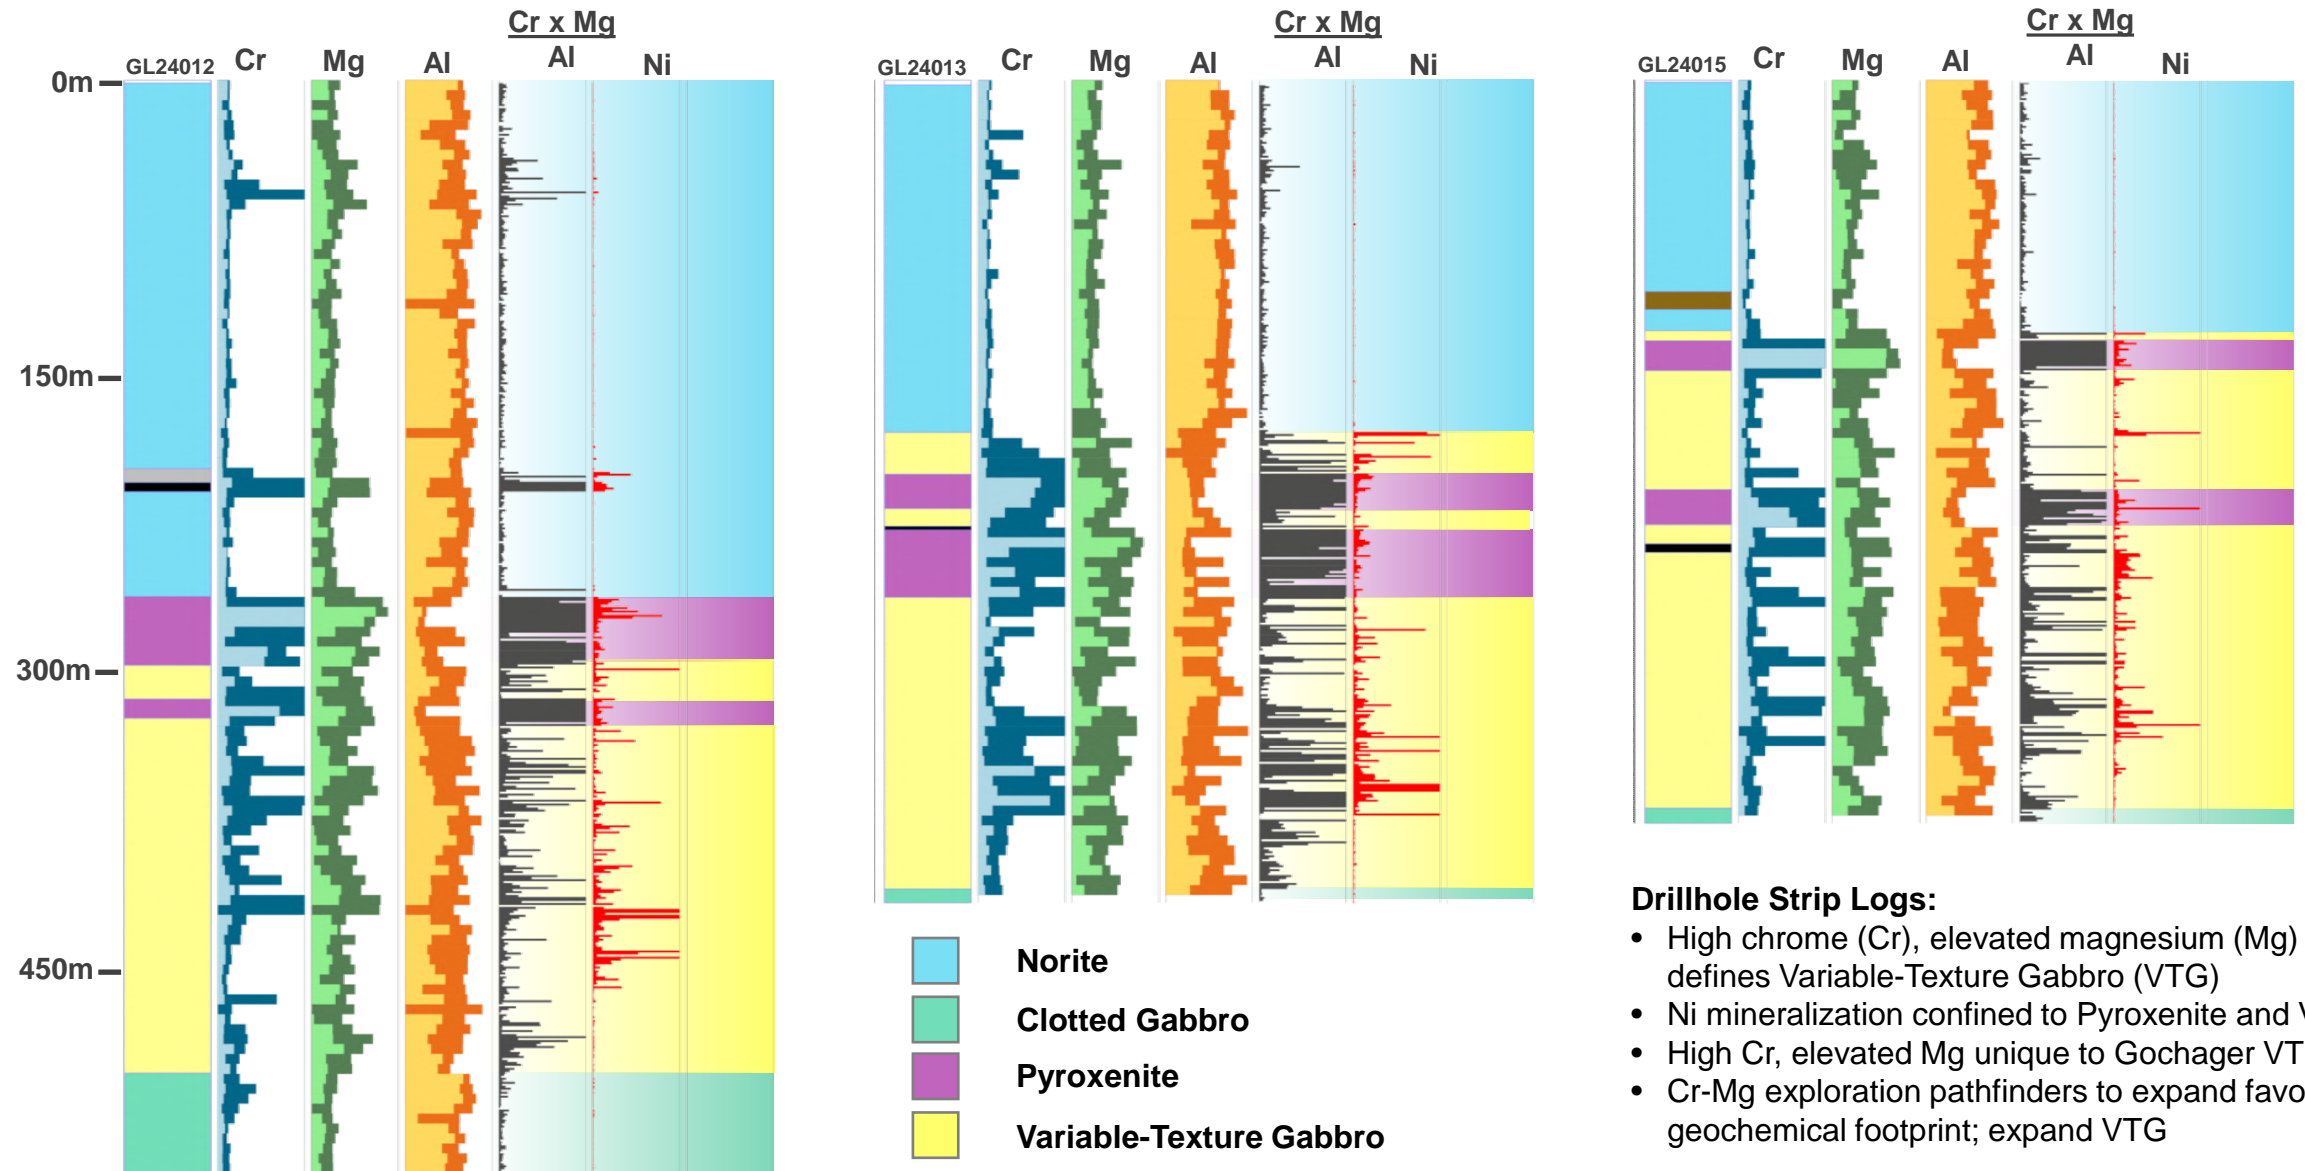 Cr x Mg
GL24012 Cr Mg Al Al Ni
Cr x Mg
GL24013 Cr Mg Al Al Ni
Cr x Mg
GL24015 Cr Mg Al Al Ni
0m
150m
300m
450m
Norite
Clotted Gabbro
Pyroxenite
Variable-Texture Gabbro
Drillhole Strip Logs:
• High chrome (Cr), elevated magnesium (Mg)
defines Variable-Texture Gabbro (VTG)
• Ni mineralization confined to Pyroxenite and
• High Cr, elevated Mg unique to Gochager
• Cr-Mg exploration pathfinders to expand
geochemical footprint; expand VTG